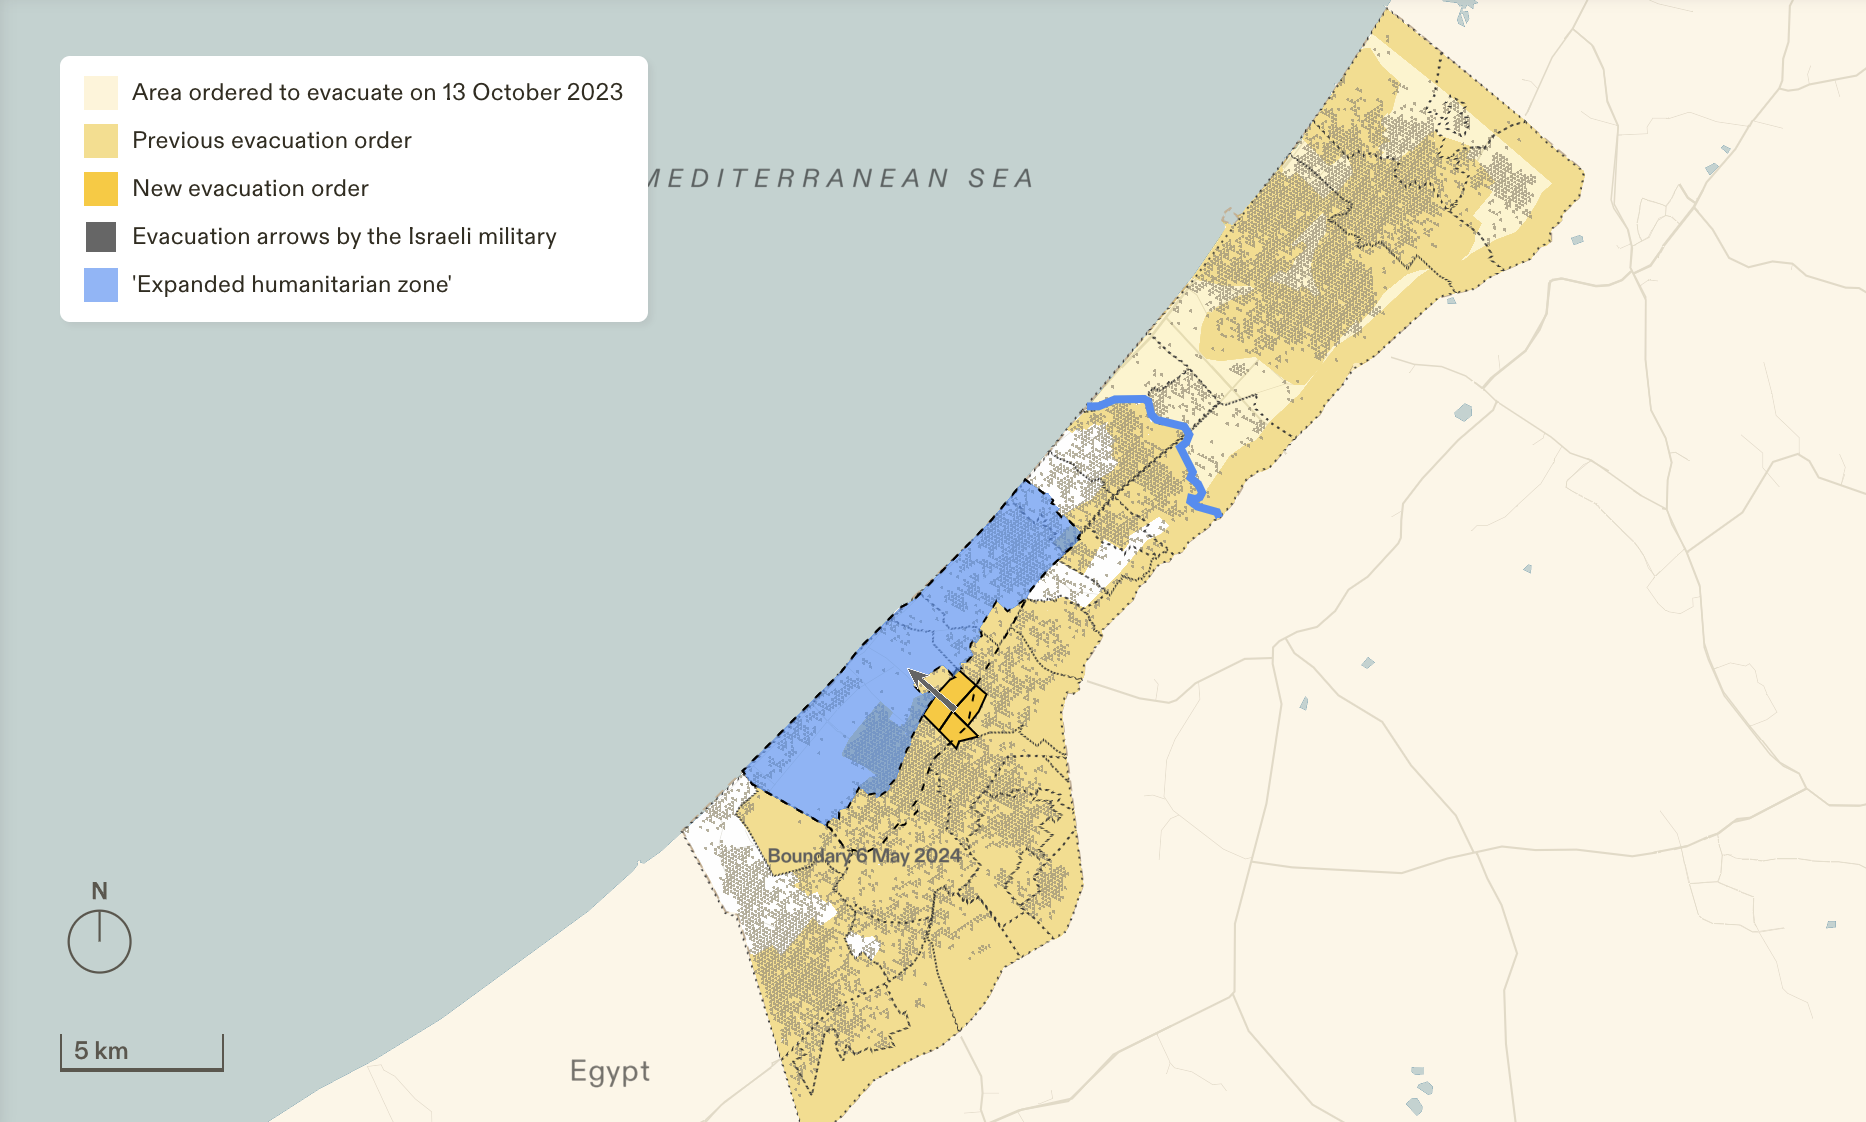 Area ordered to evacuate on 13 October 2023
Previous evacuation order
New evacuation order
Evacuation arrows by the Israeli military
'Expanded humanitarian zone'
MEDITERRANEAN SEA
Boundary 6 May 2024
N
5 km
Egypt